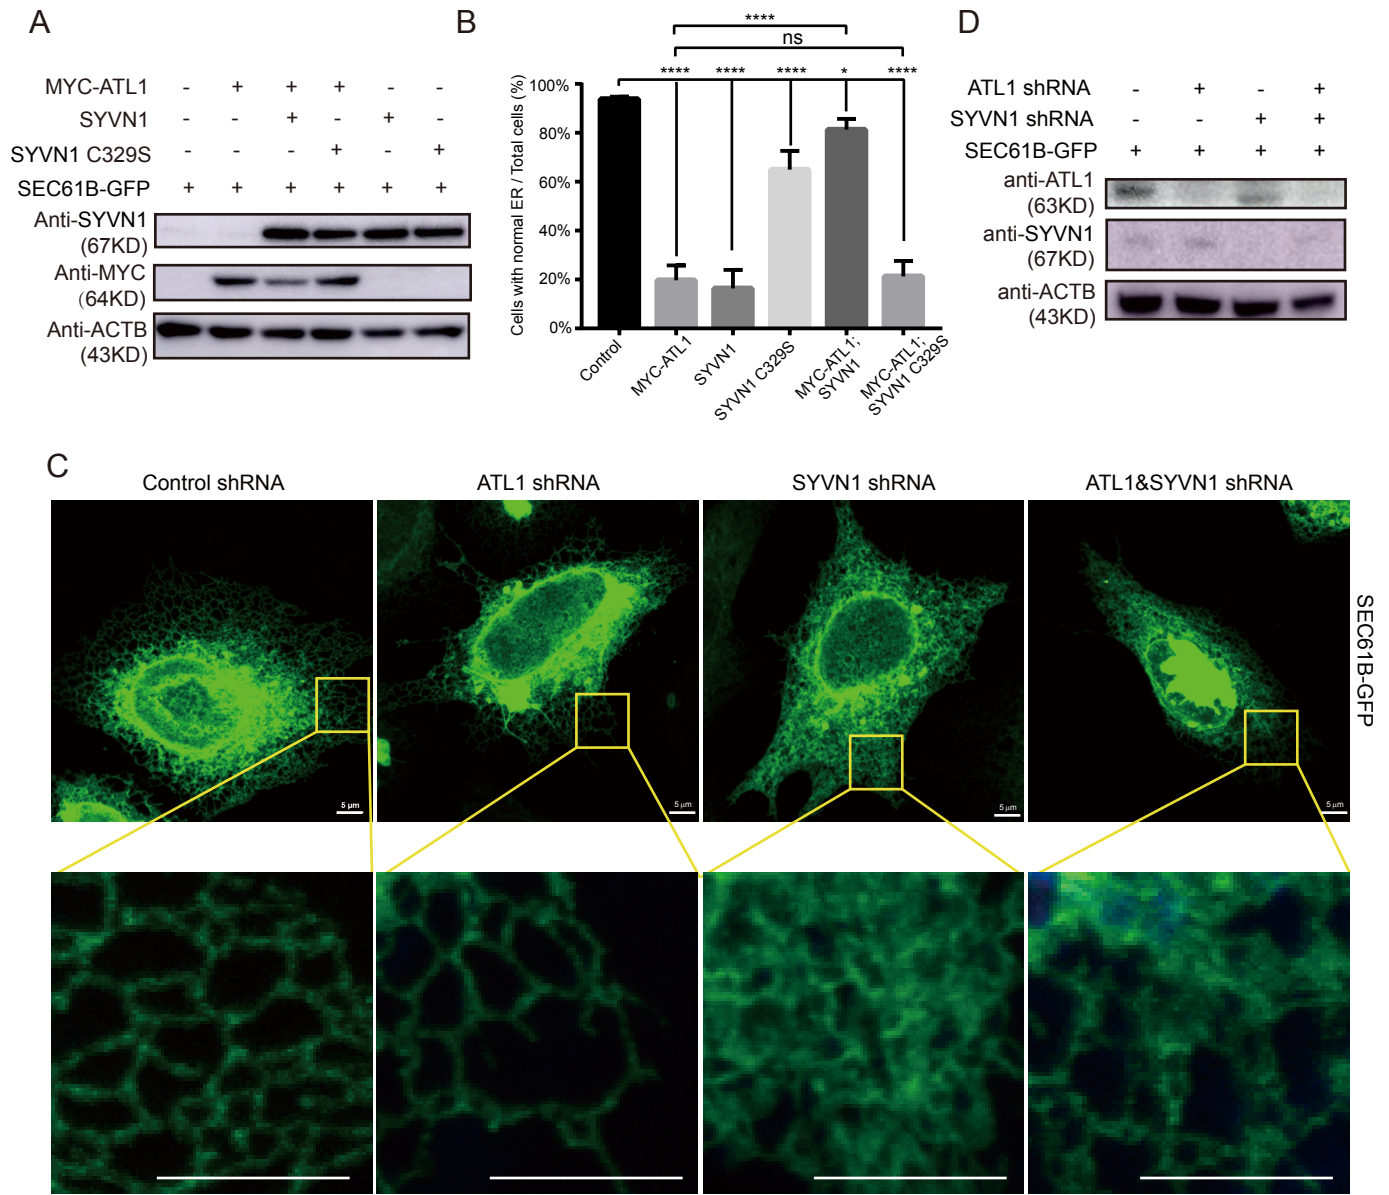 A
MYC-ATL1 - + + + - -
SYVN1 - - + - + -
SYVN1 C329S - - - + - +
SEC61B-GFP + + + + + +
Anti-SYVN1
(67KD)
Anti-MYC
(64KD)
Anti-ACTB
(43KD)
B
****
ns
**** **** **** * ****
Cells with normal ER / Total cells (%)
100%
80%
60%
40%
20%
0%
Control
MYC-ATL1
SYVN1
SYVN1 C329S
MYC-ATL1;
SYVN1
MYC-ATL1;
SYVN1 C329S
D
ATL1 shRNA - + - +
SYVN1 shRNA - - + +
SEC61B-GFP + + + +
anti-ATL1
(63KD)
anti-SYVN1
(67KD)
anti-ACTB
(43KD)
C
Control shRNA
ATL1 shRNA
SYVN1 shRNA
ATL1&SYVN1 shRNA
SEC61B-GFP
5 μm
5 μm
5 μm
5 μm